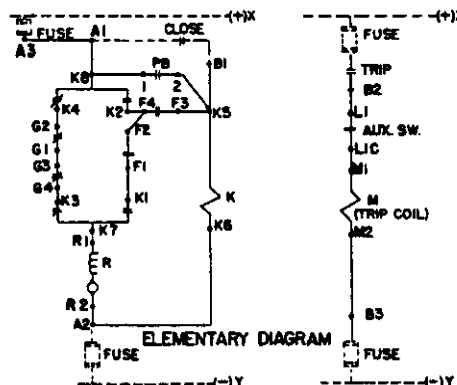 (+)X
(+)X
FUSE
A1
CLOSE
A3
FUSE
K8
PB
B1
TRIP
1
2
B2
K4
K2
F4
F3
K5
L1
G2
F2
AUX. SW.
G1
F1
L1C
G3
M1
G4
K
M
K3
K1
(TRIP COIL)
K7
K6
M2
R1
R
R2
B3
A2
ELEMENTARY DIAGRAM
FUSE
FUSE
(-)Y
(-)Y